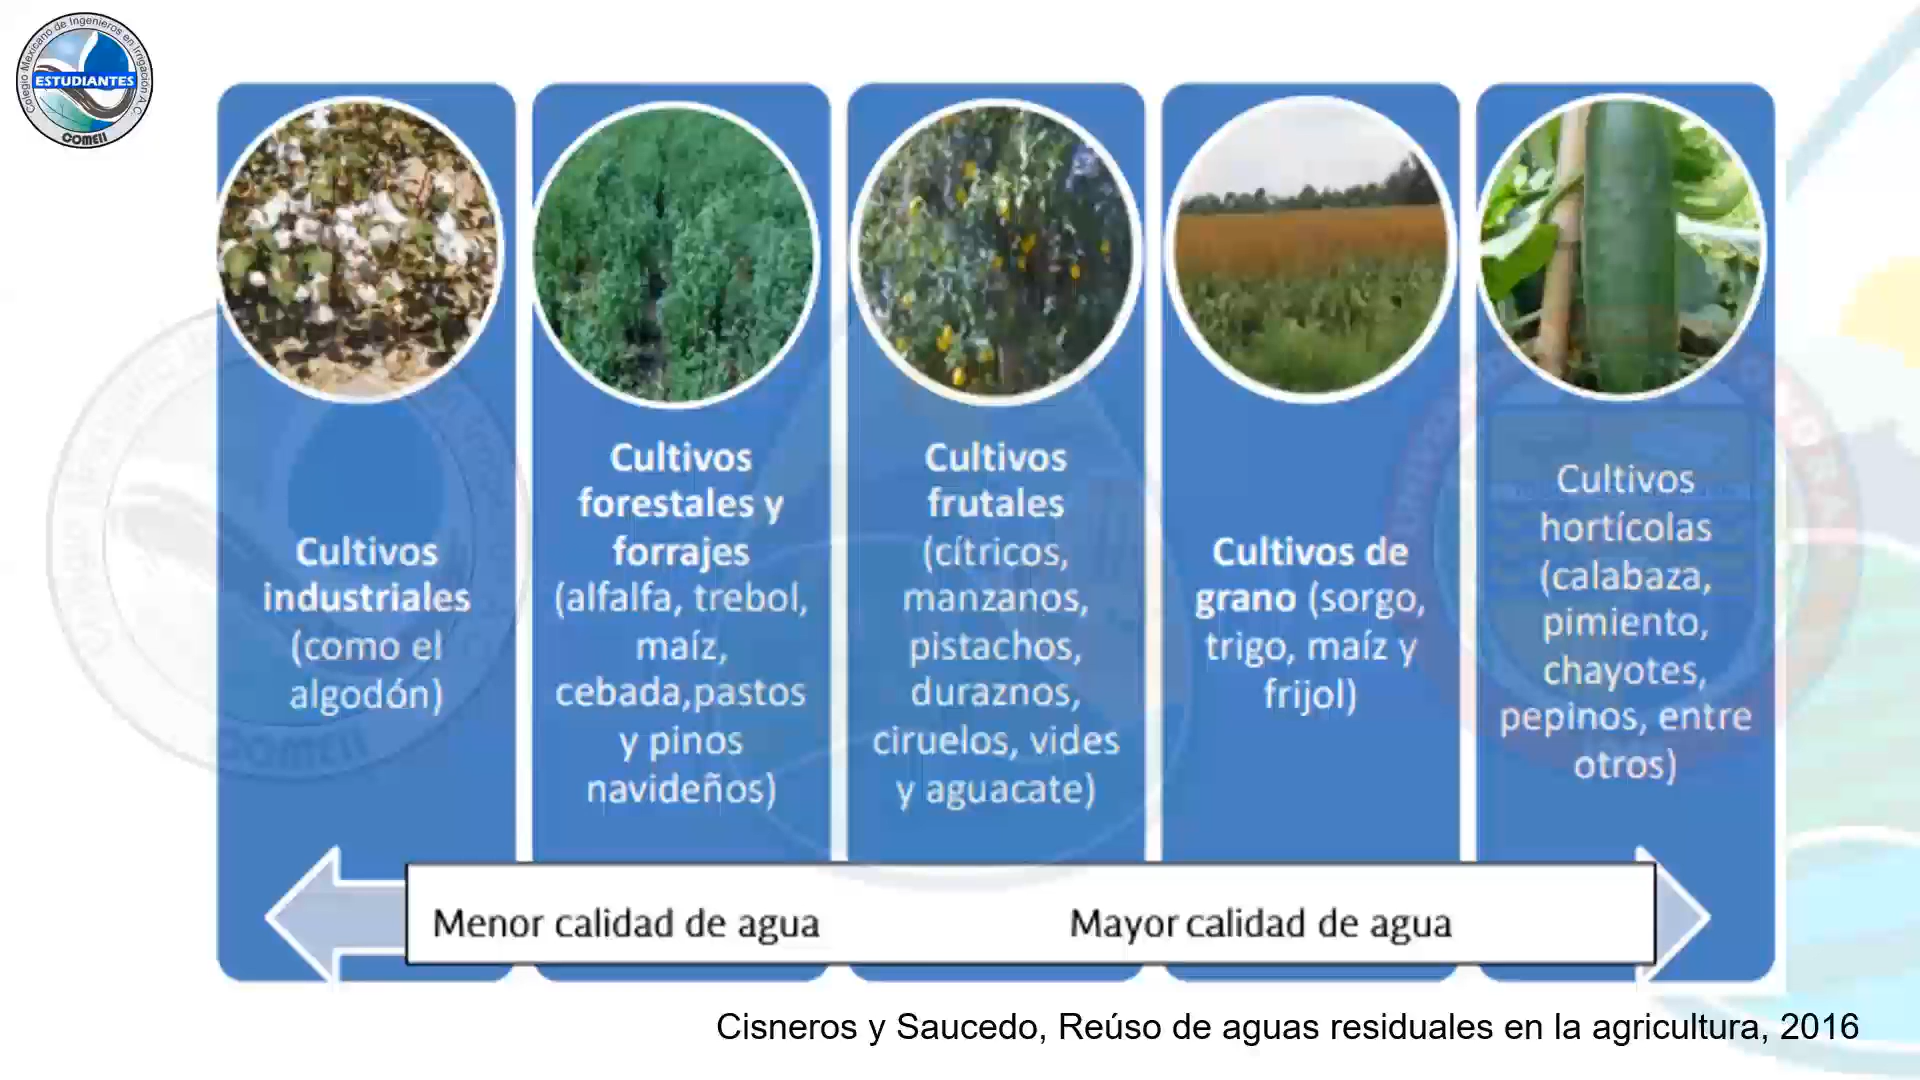 Colegio Mexicano de Ingenieros en Irrigación A.C.
ESTUDIANTES
COMEII
Cultivos
industriales
(como el
algodón)
Cultivos
forestales y
forrajes
(alfalfa, trebol,
maíz,
cebada,pastos
y pinos
navideños)
Cultivos
frutales
(cítricos,
manzanos,
pistachos,
duraznos,
ciruelos, vides
y aguacate)
Cultivos de
grano (sorgo,
trigo, maíz y
frijol)
Cultivos
hortícolas
(calabaza,
pimiento,
chayotes,
pepinos, entre
otros)
Menor calidad de agua
Mayor calidad de agua
Cisneros y Saucedo, Reúso de aguas residuales en la agricultura, 2016
COMEII